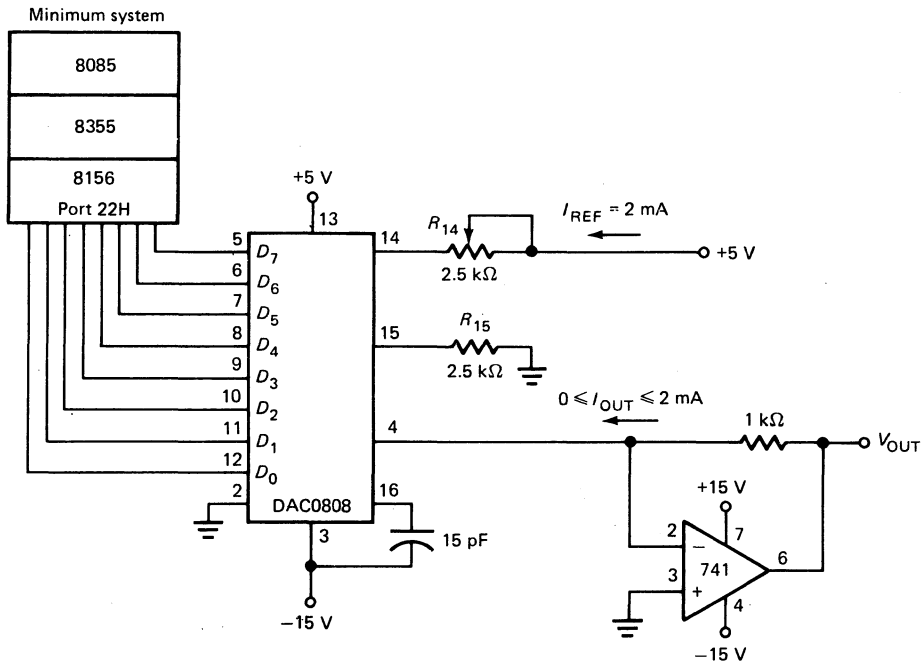 Minimum system
8085
8355
8156
Port 22H
+5 V
13
5 D₇
6 D₆
7 D₅
8 D₄
9 D₃
10 D₂
11 D₁
12 D₀
2
DAC0808
3
−15 V
14
R₁₄
2.5 kΩ
I_REF = 2 mA
+5 V
15
R₁₅
2.5 kΩ
0 ⩽ I_OUT ⩽ 2 mA
4
1 kΩ
V_OUT
16
15 pF
+15 V
7
2 −
741
6
3 +
4
−15 V